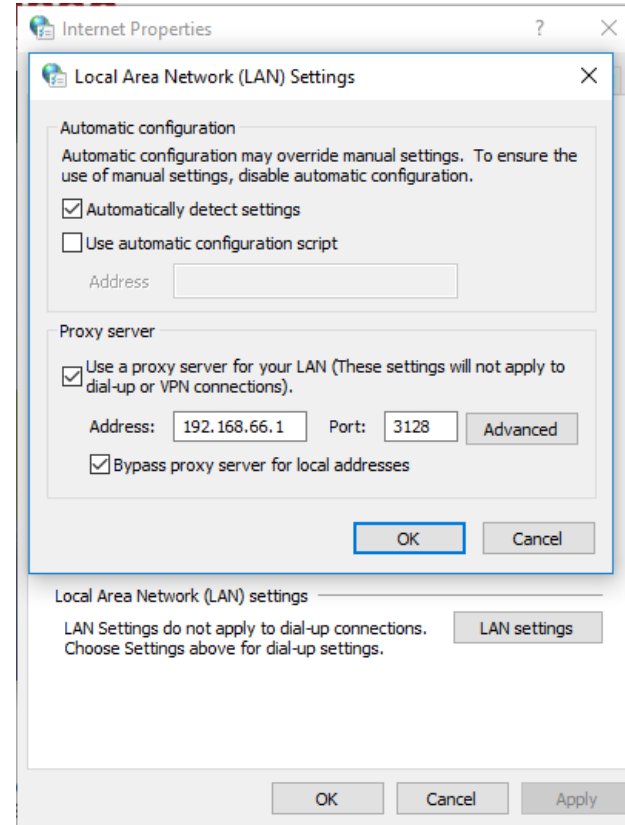 Internet Properties
Local Area Network (LAN) Settings
Automatic configuration
Automatic configuration may override manual settings. To ensure the
use of manual settings, disable automatic configuration.
Automatically detect settings
Use automatic configuration script
Address
Proxy server
Use a proxy server for your LAN (These settings will not apply to
dial-up or VPN connections).
Address: 192.168.66.1 Port: 3128 Advanced
Bypass proxy server for local addresses
OK Cancel
Local Area Network (LAN) settings
LAN Settings do not apply to dial-up connections. LAN settings
Choose Settings above for dial-up settings.
OK Cancel Apply